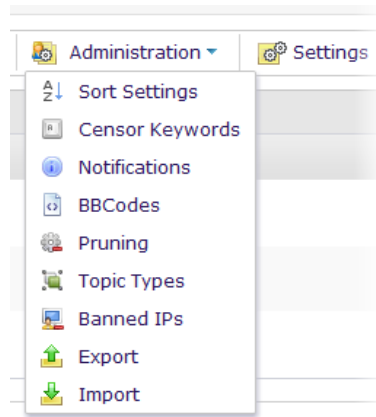 Administration Settings
Sort Settings
Censor Keywords
Notifications
BBCodes
Pruning
Topic Types
Banned IPs
Export
Import